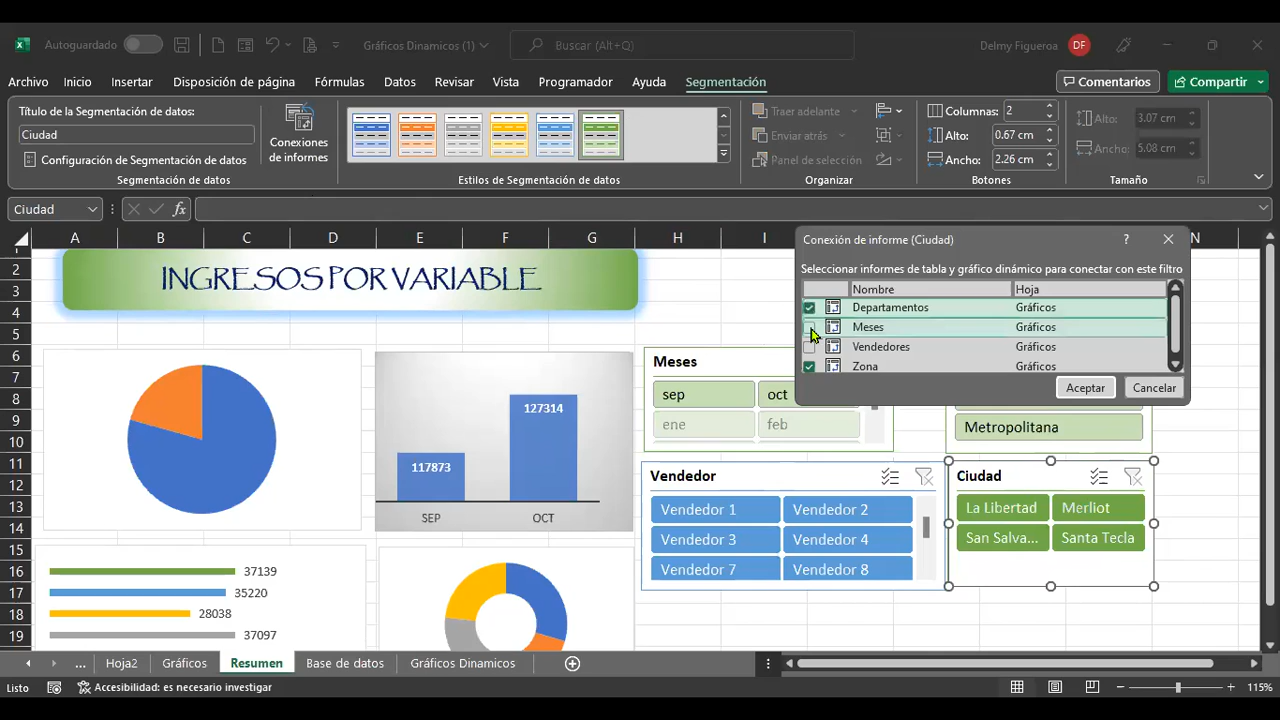 Autoguardado
Gráficos Dinamicos (1)
Buscar (Alt+Q)
Delmy Figueroa
DF
Archivo
Inicio
Insertar
Disposición de página
Fórmulas
Datos
Revisar
Vista
Programador
Ayuda
Segmentación
Comentarios
Compartir
Título de la Segmentación de datos:
Ciudad
Configuración de Segmentación de datos
Segmentación de datos
Conexiones
de informes
Estilos de Segmentación de datos
Traer adelante
Enviar atrás
Panel de selección
Organizar
Columnas: 2
Alto: 0.67 cm
Ancho: 2.26 cm
Botones
Alto: 3.07 cm
Ancho: 5.08 cm
Tamaño
Ciudad
fx
A B C D E F G H I N
1
2
3
4
5
6
7
8
9
10
11
12
13
14
15
16
17
18
19
INGRESOS POR VARIABLE
Conexión de informe (Ciudad)
?
Seleccionar informes de tabla y gráfico dinámico para conectar con este filtro
Nombre Hoja
Departamentos Gráficos
Meses Gráficos
Vendedores Gráficos
Zona Gráficos
Aceptar Cancelar
117873
127314
SEP OCT
Meses
sep oct
ene feb
Metropolitana
Vendedor
Vendedor 1 Vendedor 2
Vendedor 3 Vendedor 4
Vendedor 7 Vendedor 8
Ciudad
La Libertad Merliot
San Salva... Santa Tecla
37139
35220
28038
37097
... Hoja2 Gráficos Resumen Base de datos Gráficos Dinamicos
Listo
Accesibilidad: es necesario investigar
115%